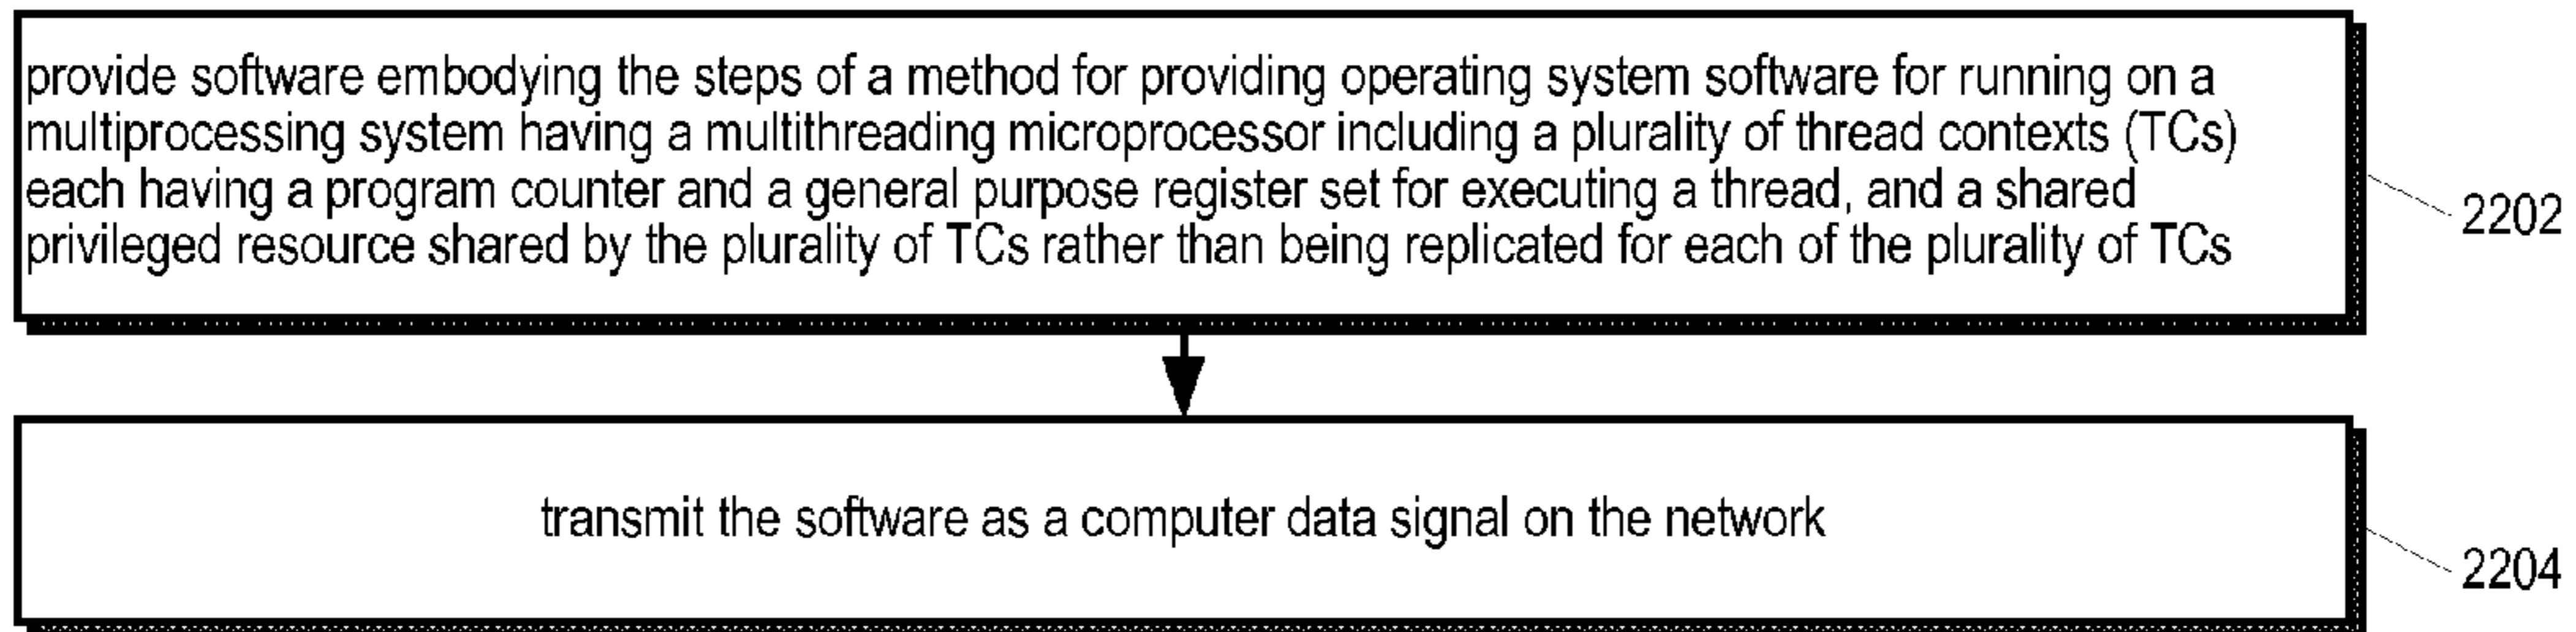 provide software embodying the steps of a method for providing operating system software for running on a
multiprocessing system having a multithreading microprocessor including a plurality of thread contexts (TCs)
each having a program counter and a general purpose register set for executing a thread, and a shared
privileged resource shared by the plurality of TCs rather than being replicated for each of the plurality of TCs
2202
transmit the software as a computer data signal on the network
2204